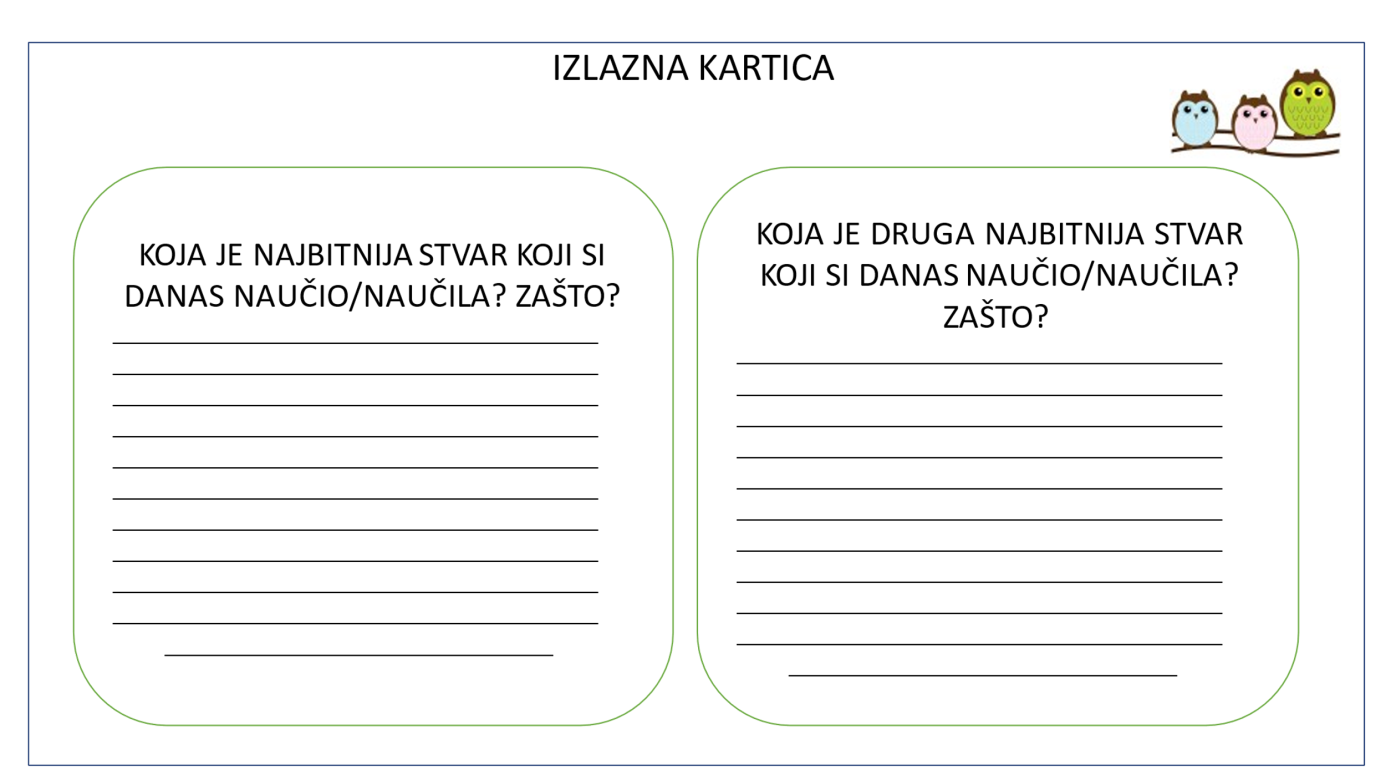 IZLAZNA KARTICA
KOJA JE NAJBITNIJA STVAR KOJI SI
DANAS NAUČIO/NAUČILA? ZAŠTO?
KOJA JE DRUGA NAJBITNIJA STVAR
KOJI SI DANAS NAUČIO/NAUČILA?
ZAŠTO?